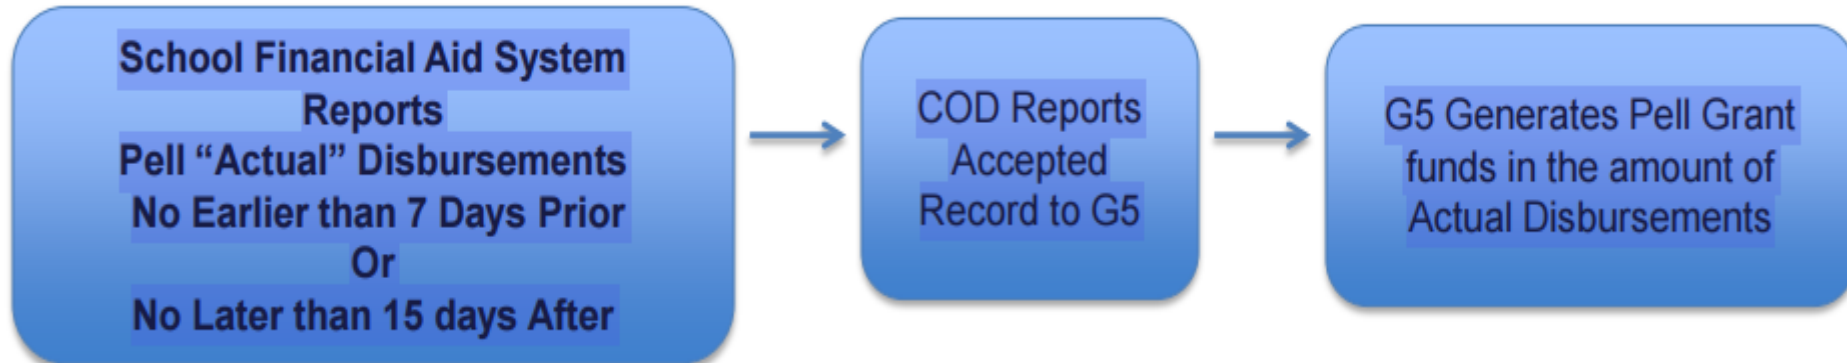 School Financial Aid System
Reports
Pell “Actual” Disbursements
No Earlier than 7 Days Prior
Or
No Later than 15 days After
COD Reports
Accepted
Record to G5
G5 Generates Pell Grant
funds in the amount of
Actual Disbursements